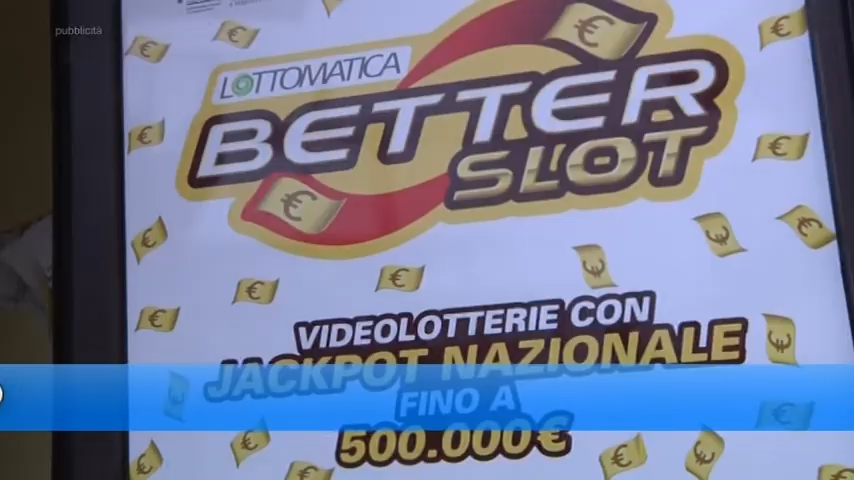 pubblicità
LOTTOMATICA
BETTER
SLOT
VIDEOLOTTERIE CON
JACKPOT NAZIONALE
FINO A
500.000€